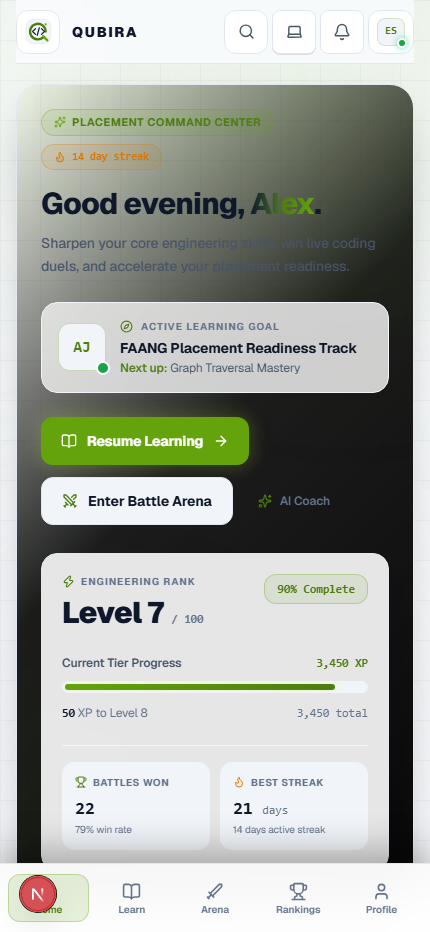 QUBIRA
ES
PLACEMENT COMMAND CENTER
14 day streak
Good evening, Alex.
Sharpen your core engineering skills, win live coding
duels, and accelerate your placement readiness.
AJ
ACTIVE LEARNING GOAL
FAANG Placement Readiness Track
Next up: Graph Traversal Mastery
Resume Learning
Enter Battle Arena
AI Coach
ENGINEERING RANK
90% Complete
Level 7 / 100
Current Tier Progress
3,450 XP
50 XP to Level 8
3,450 total
BATTLES WON
22
79% win rate
BEST STREAK
21 days
14 days active streak
N
Learn
Arena
Rankings
Profile